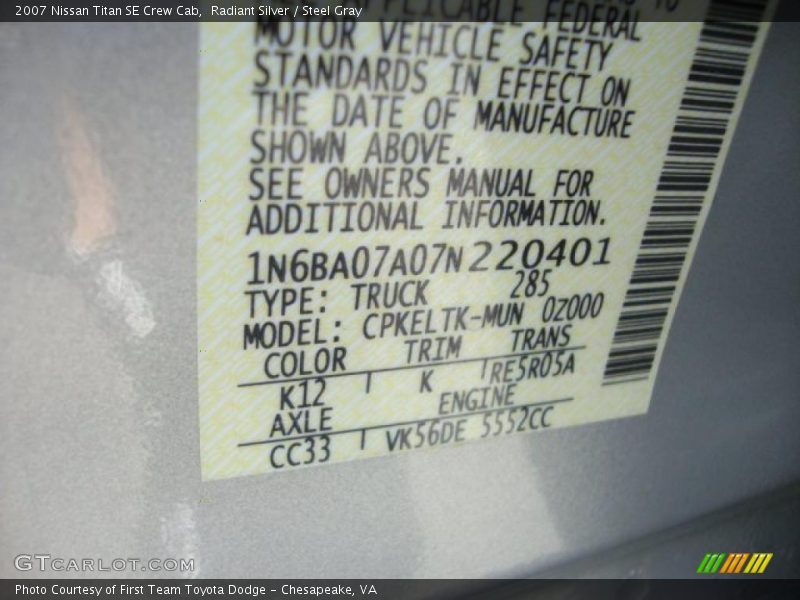 2007 Nissan Titan SE Crew Cab,  Radiant Silver / Steel Gray
APPLICABLE FEDERAL
MOTOR VEHICLE SAFETY
STANDARDS IN EFFECT ON
THE DATE OF MANUFACTURE
SHOWN ABOVE.
SEE OWNERS MANUAL FOR
ADDITIONAL INFORMATION.
1N6BA07A07N220401
TYPE: TRUCK 285
MODEL: CPKELTK-MUN 0Z000
COLOR TRIM TRANS
K12 K RE5R05A
AXLE ENGINE
CC33 VK56DE 5552CC
GTCARLOT.COM
Photo Courtesy of First Team Toyota Dodge - Chesapeake, VA